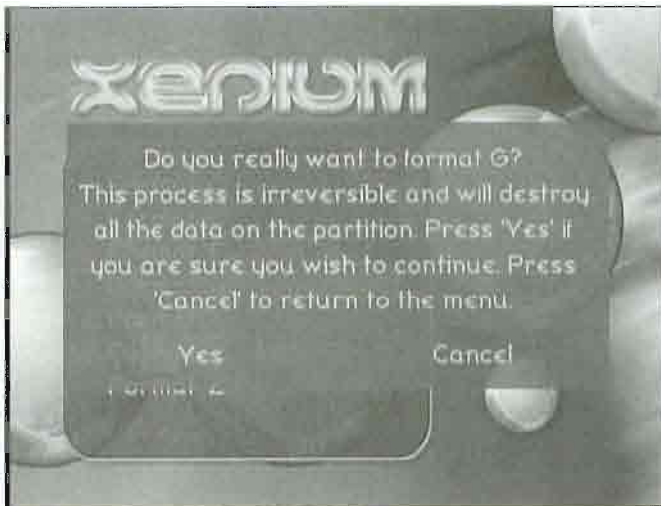 XENIUM
Do you really want to format G?
This process is irreversible and will destroy
all the data on the partition. Press 'Yes' if
you are sure you wish to continue. Press
'Cancel' to return to the menu.
Yes Cancel
Format